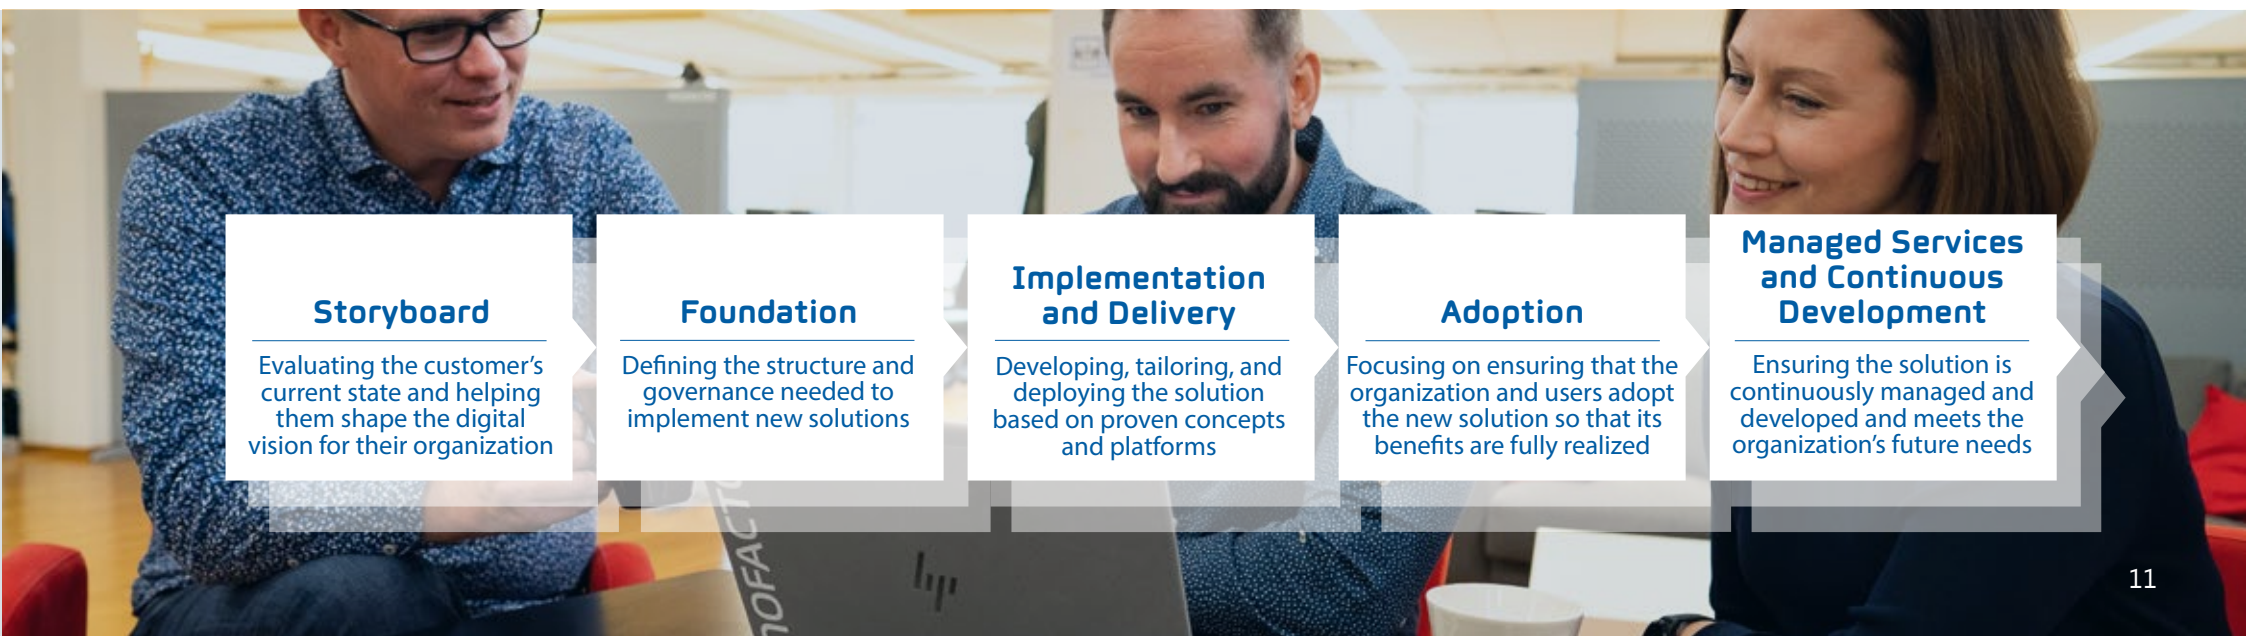 Storyboard
Evaluating the customer’s
current state and helping
them shape the digital
vision for their organization
Foundation
Defining the structure and
governance needed to
implement new solutions
Implementation
and Delivery
Developing, tailoring, and
deploying the solution
based on proven concepts
and platforms
Adoption
Focusing on ensuring that the
organization and users adopt
the new solution so that its
benefits are fully realized
Managed Services
and Continuous
Development
Ensuring the solution is
continuously managed and
developed and meets the
organization’s future needs
hp
11